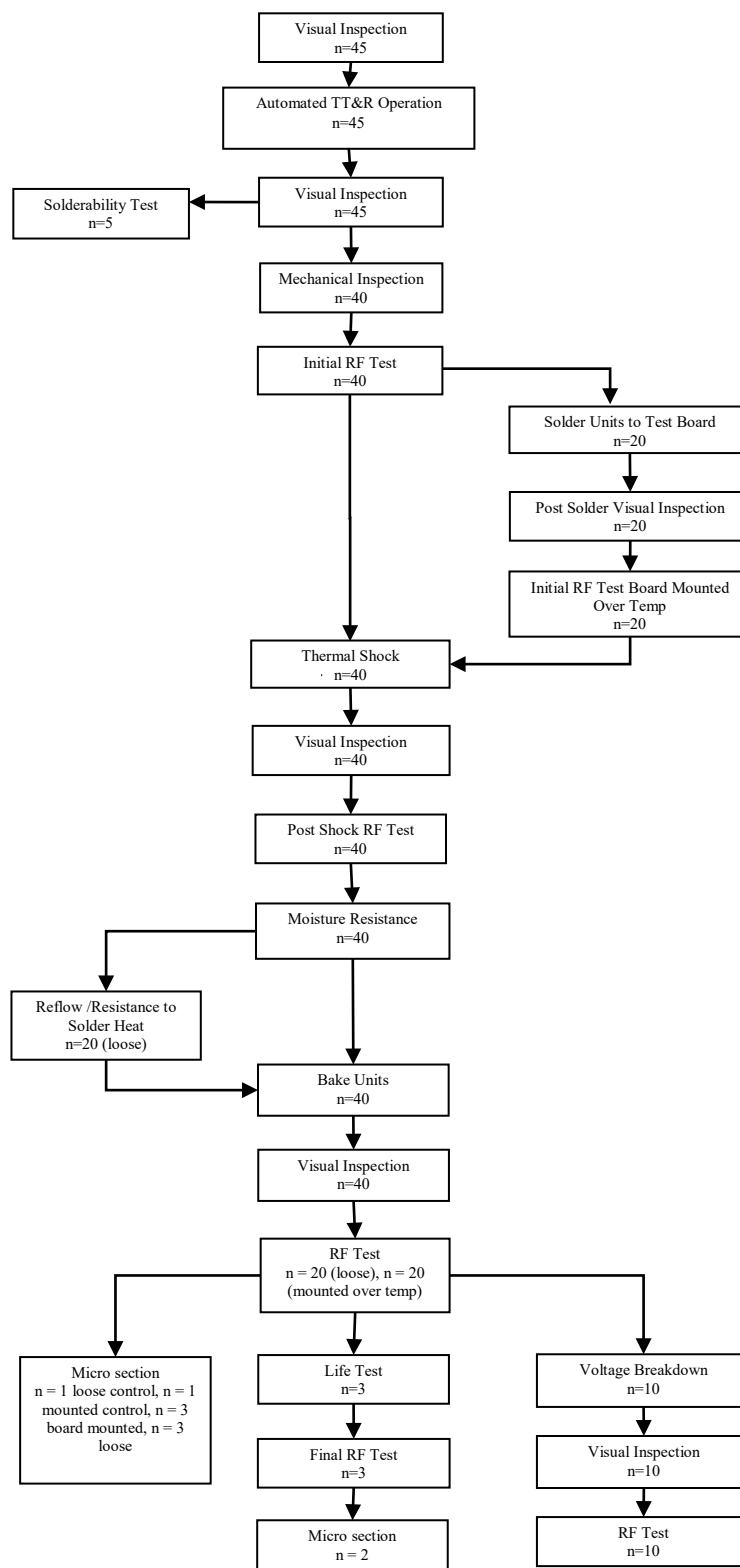 Visual Inspection
n=45
Automated TT&R Operation
n=45
Visual Inspection
n=45
Solderability Test
n=5
Mechanical Inspection
n=40
Initial RF Test
n=40
Solder Units to Test Board
n=20
Post Solder Visual Inspection
n=20
Initial RF Test Board Mounted
Over Temp
n=20
Thermal Shock
n=40
Visual Inspection
n=40
Post Shock RF Test
n=40
Moisture Resistance
n=40
Reflow /Resistance to
Solder Heat
n=20 (loose)
Bake Units
n=40
Visual Inspection
n=40
RF Test
n = 20 (loose), n = 20
(mounted over temp)
Micro section
n = 1 loose control, n = 1
mounted control, n = 3
board mounted, n = 3
loose
Life Test
n=3
Final RF Test
n=3
Micro section
n = 2
Voltage Breakdown
n=10
Visual Inspection
n=10
RF Test
n=10